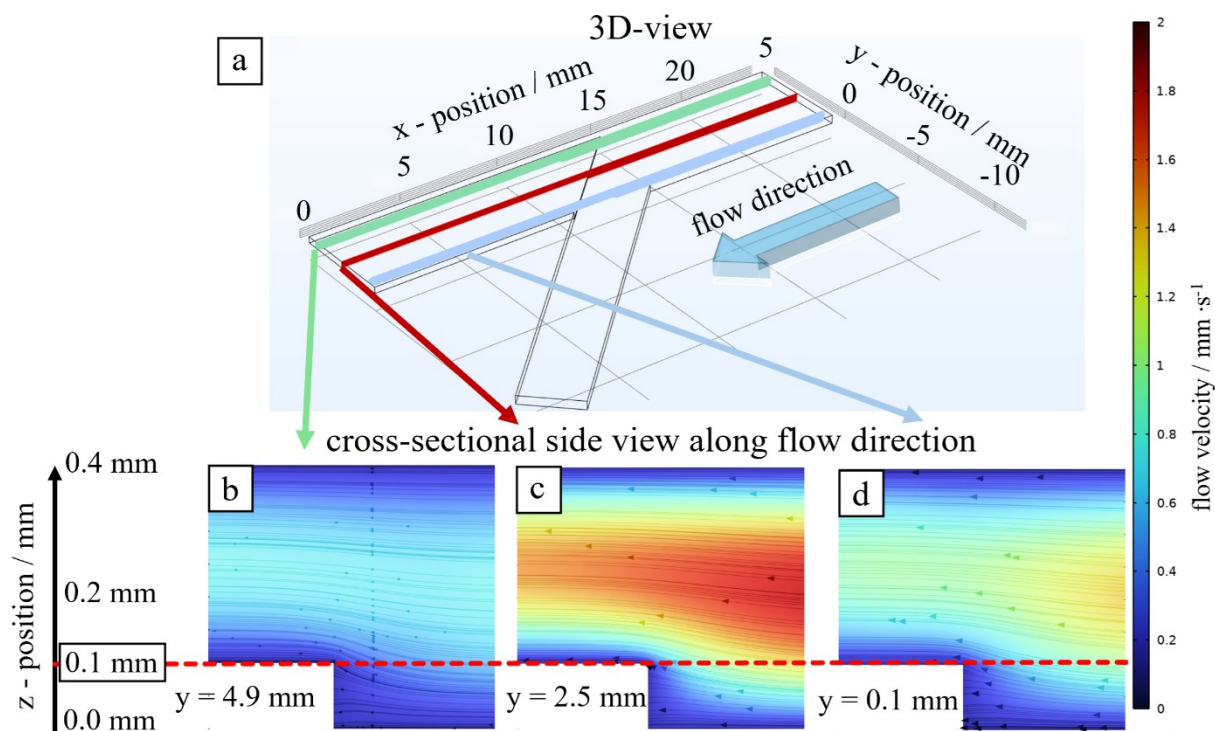 3D-view
a
x - position / mm
0
5
10
15
20
y - position / mm
5
0
-5
-10
flow direction
cross-sectional side view along flow direction
z - position / mm
0.4 mm
0.2 mm
0.1 mm
0.0 mm
b
y = 4.9 mm
c
y = 2.5 mm
d
y = 0.1 mm
2
1.8
1.6
1.4
1.2
1
0.8
0.6
0.4
0.2
0
flow velocity / mm ·s⁻¹